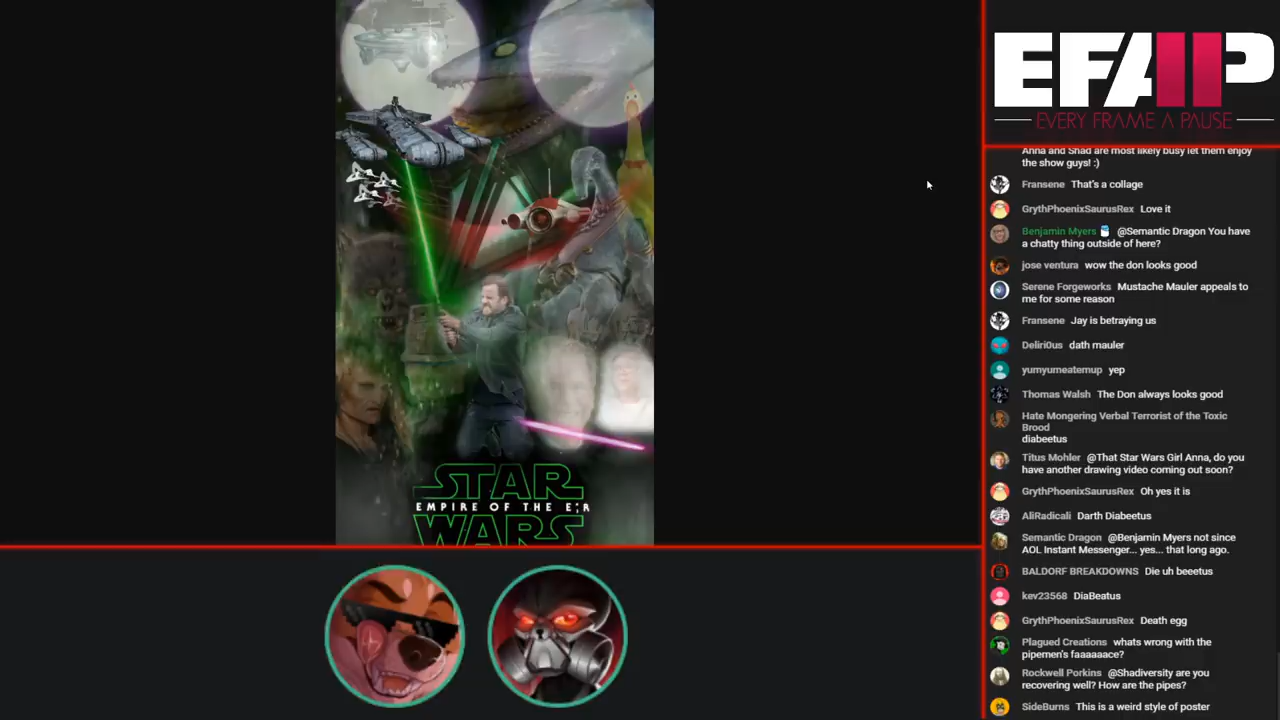 STAR
EMPIRE OF THE E;R
WARS
EFAP
EVERY FRAME A PAUSE
Anna and Shad are most likely busy let them enjoy
the show guys! :)
Fransene That's a collage
GrythPhoenixSaurusRex Love it
Benjamin Myers @Semantic Dragon You have
a chatty thing outside of here?
jose ventura wow the don looks good
Serene Forgeworks Mustache Mauler appeals to
me for some reason
Fransene Jay is betraying us
Deliri0us dath mauler
yumyumeatemup yep
Thomas Walsh The Don always looks good
Hate Mongering Verbal Terrorist of the Toxic
Brood
diabeetus
Titus Mohler @That Star Wars Girl Anna, do you
have another drawing video coming out soon?
GrythPhoenixSaurusRex Oh yes it is
AliRadicali Darth Diabeetus
Semantic Dragon @Benjamin Myers not since
AOL Instant Messenger... yes... that long ago.
BALDORF BREAKDOWNS Die uh beeetus
kev23568 DiaBeatus
GrythPhoenixSaurusRex Death egg
Plagued Creations whats wrong with the
pipemen's faaaaaace?
Rockwell Porkins @Shadiversity are you
recovering well? How are the pipes?
SideBurns This is a weird style of poster